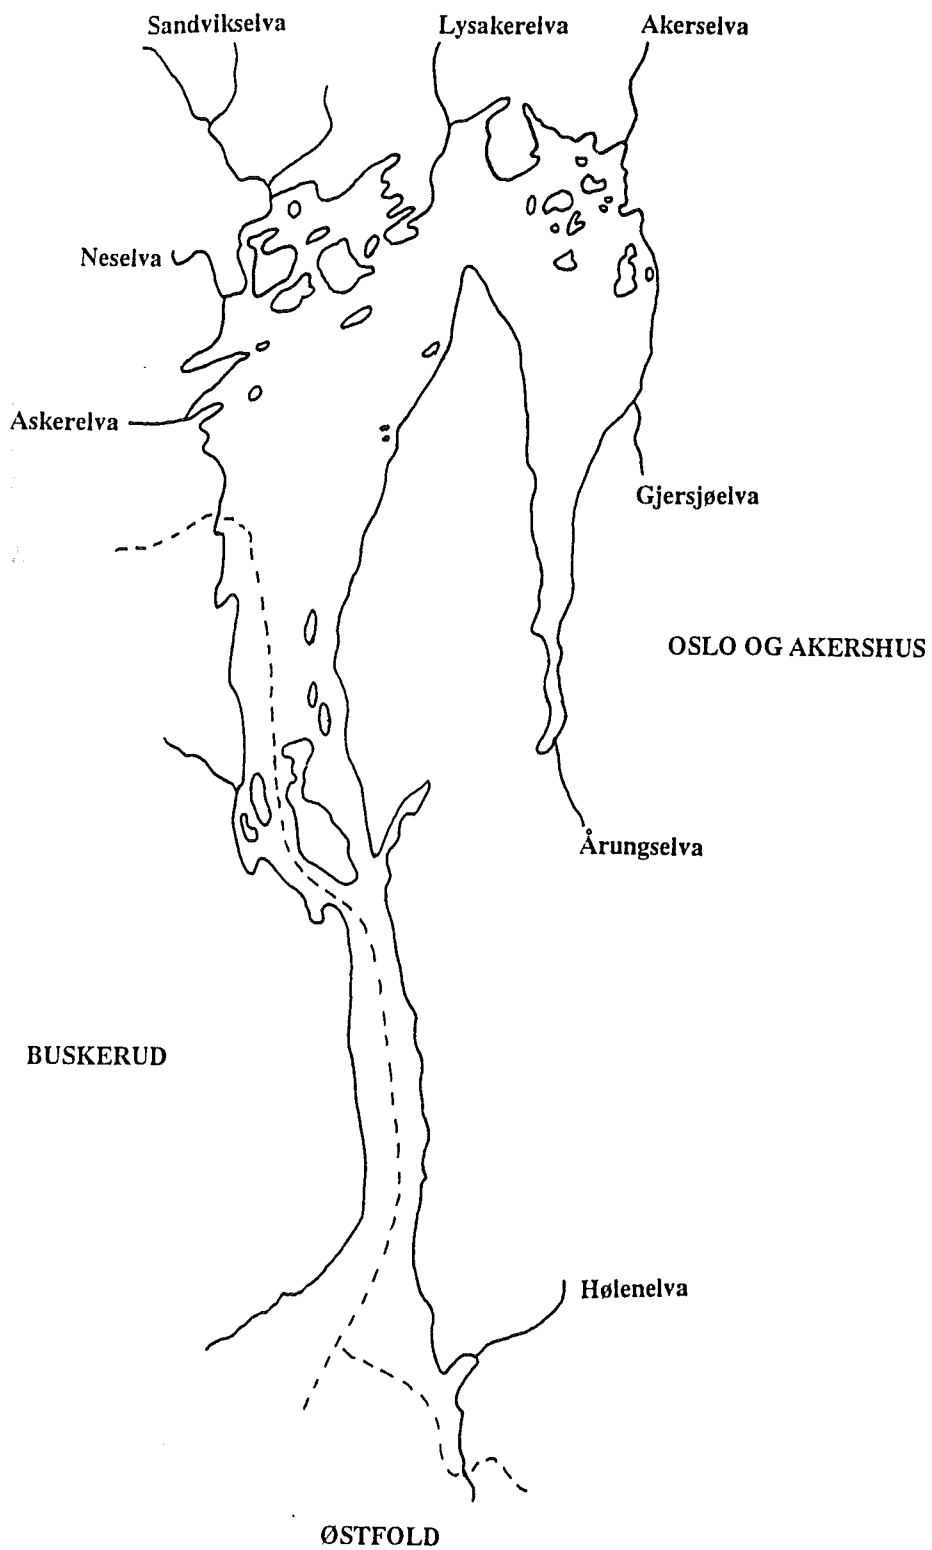 Sandvikselva
Lysakerelva
Akerselva
Neselva
Askerelva
Gjersjøelva
OSLO OG AKERSHUS
Årungselva
BUSKERUD
Hølenelva
ØSTFOLD